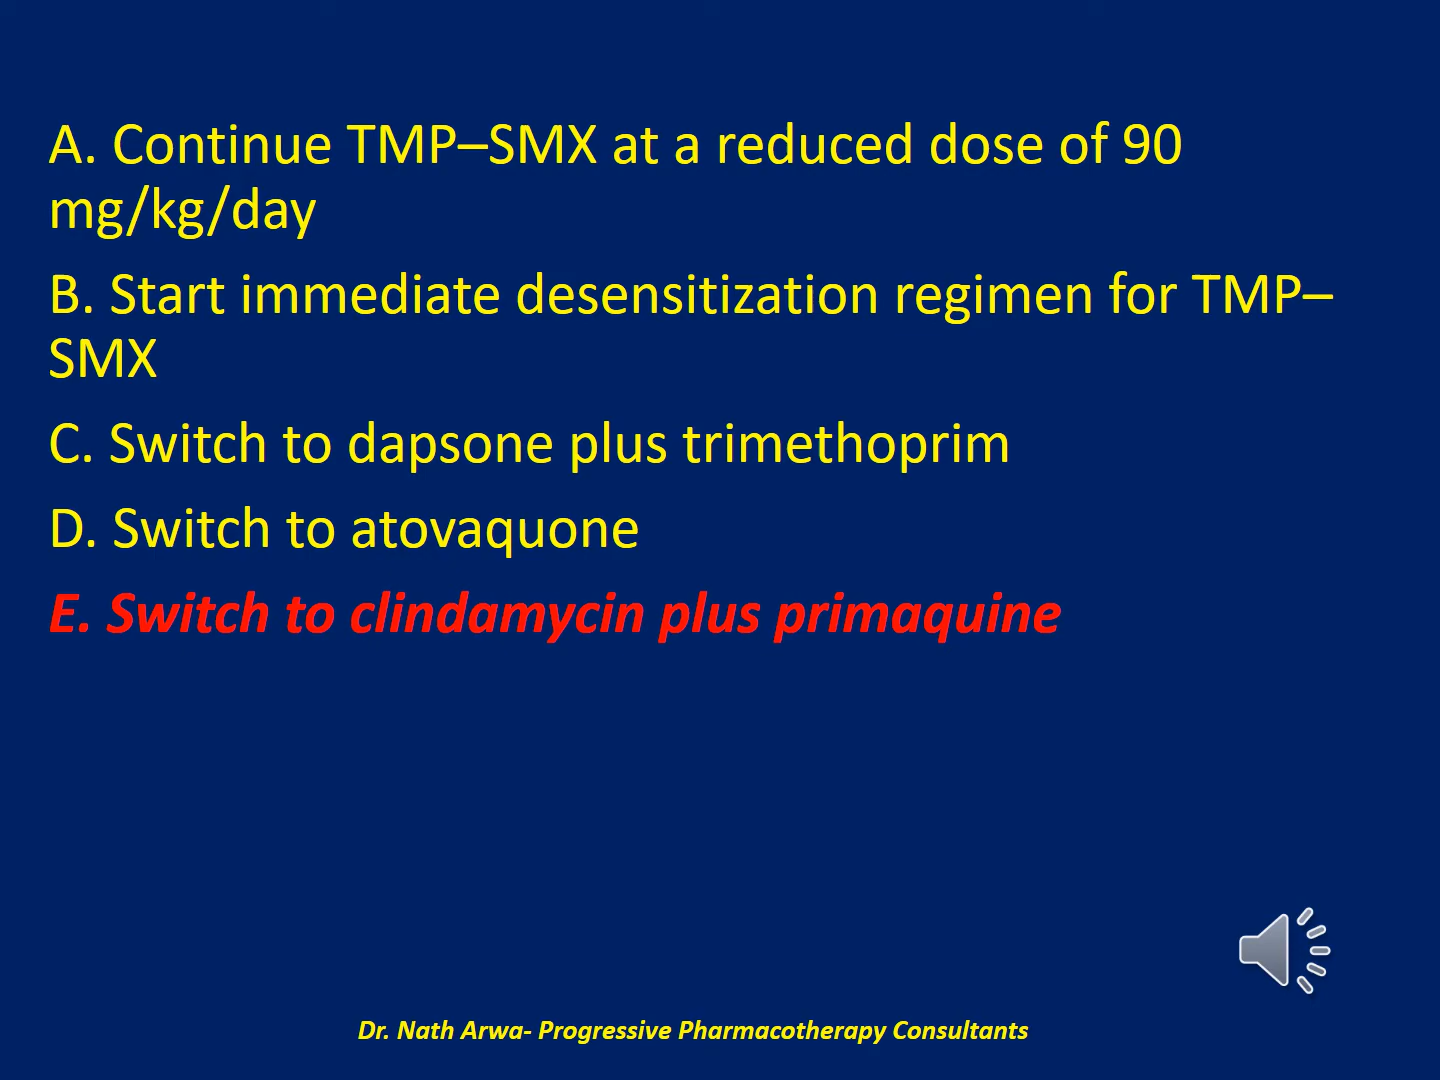 A. Continue TMP–SMX at a reduced dose of 90
mg/kg/day
B. Start immediate desensitization regimen for TMP–
SMX
C. Switch to dapsone plus trimethoprim
D. Switch to atovaquone
E. Switch to clindamycin plus primaquine
Dr. Nath Arwa- Progressive Pharmacotherapy Consultants